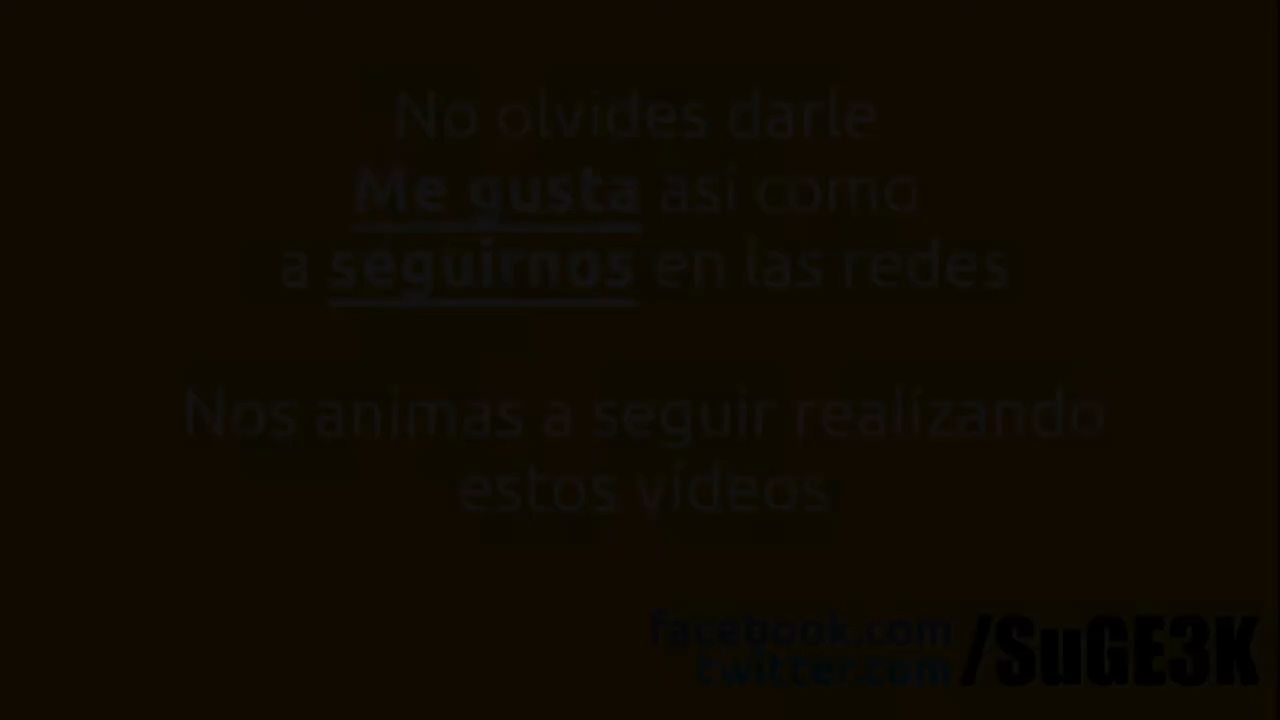 No olvides darle
Me gusta así como
a seguirnos en las redes
Nos animas a seguir realizando
estos vídeos
facebook.com
twitter.com
/SuGE3K